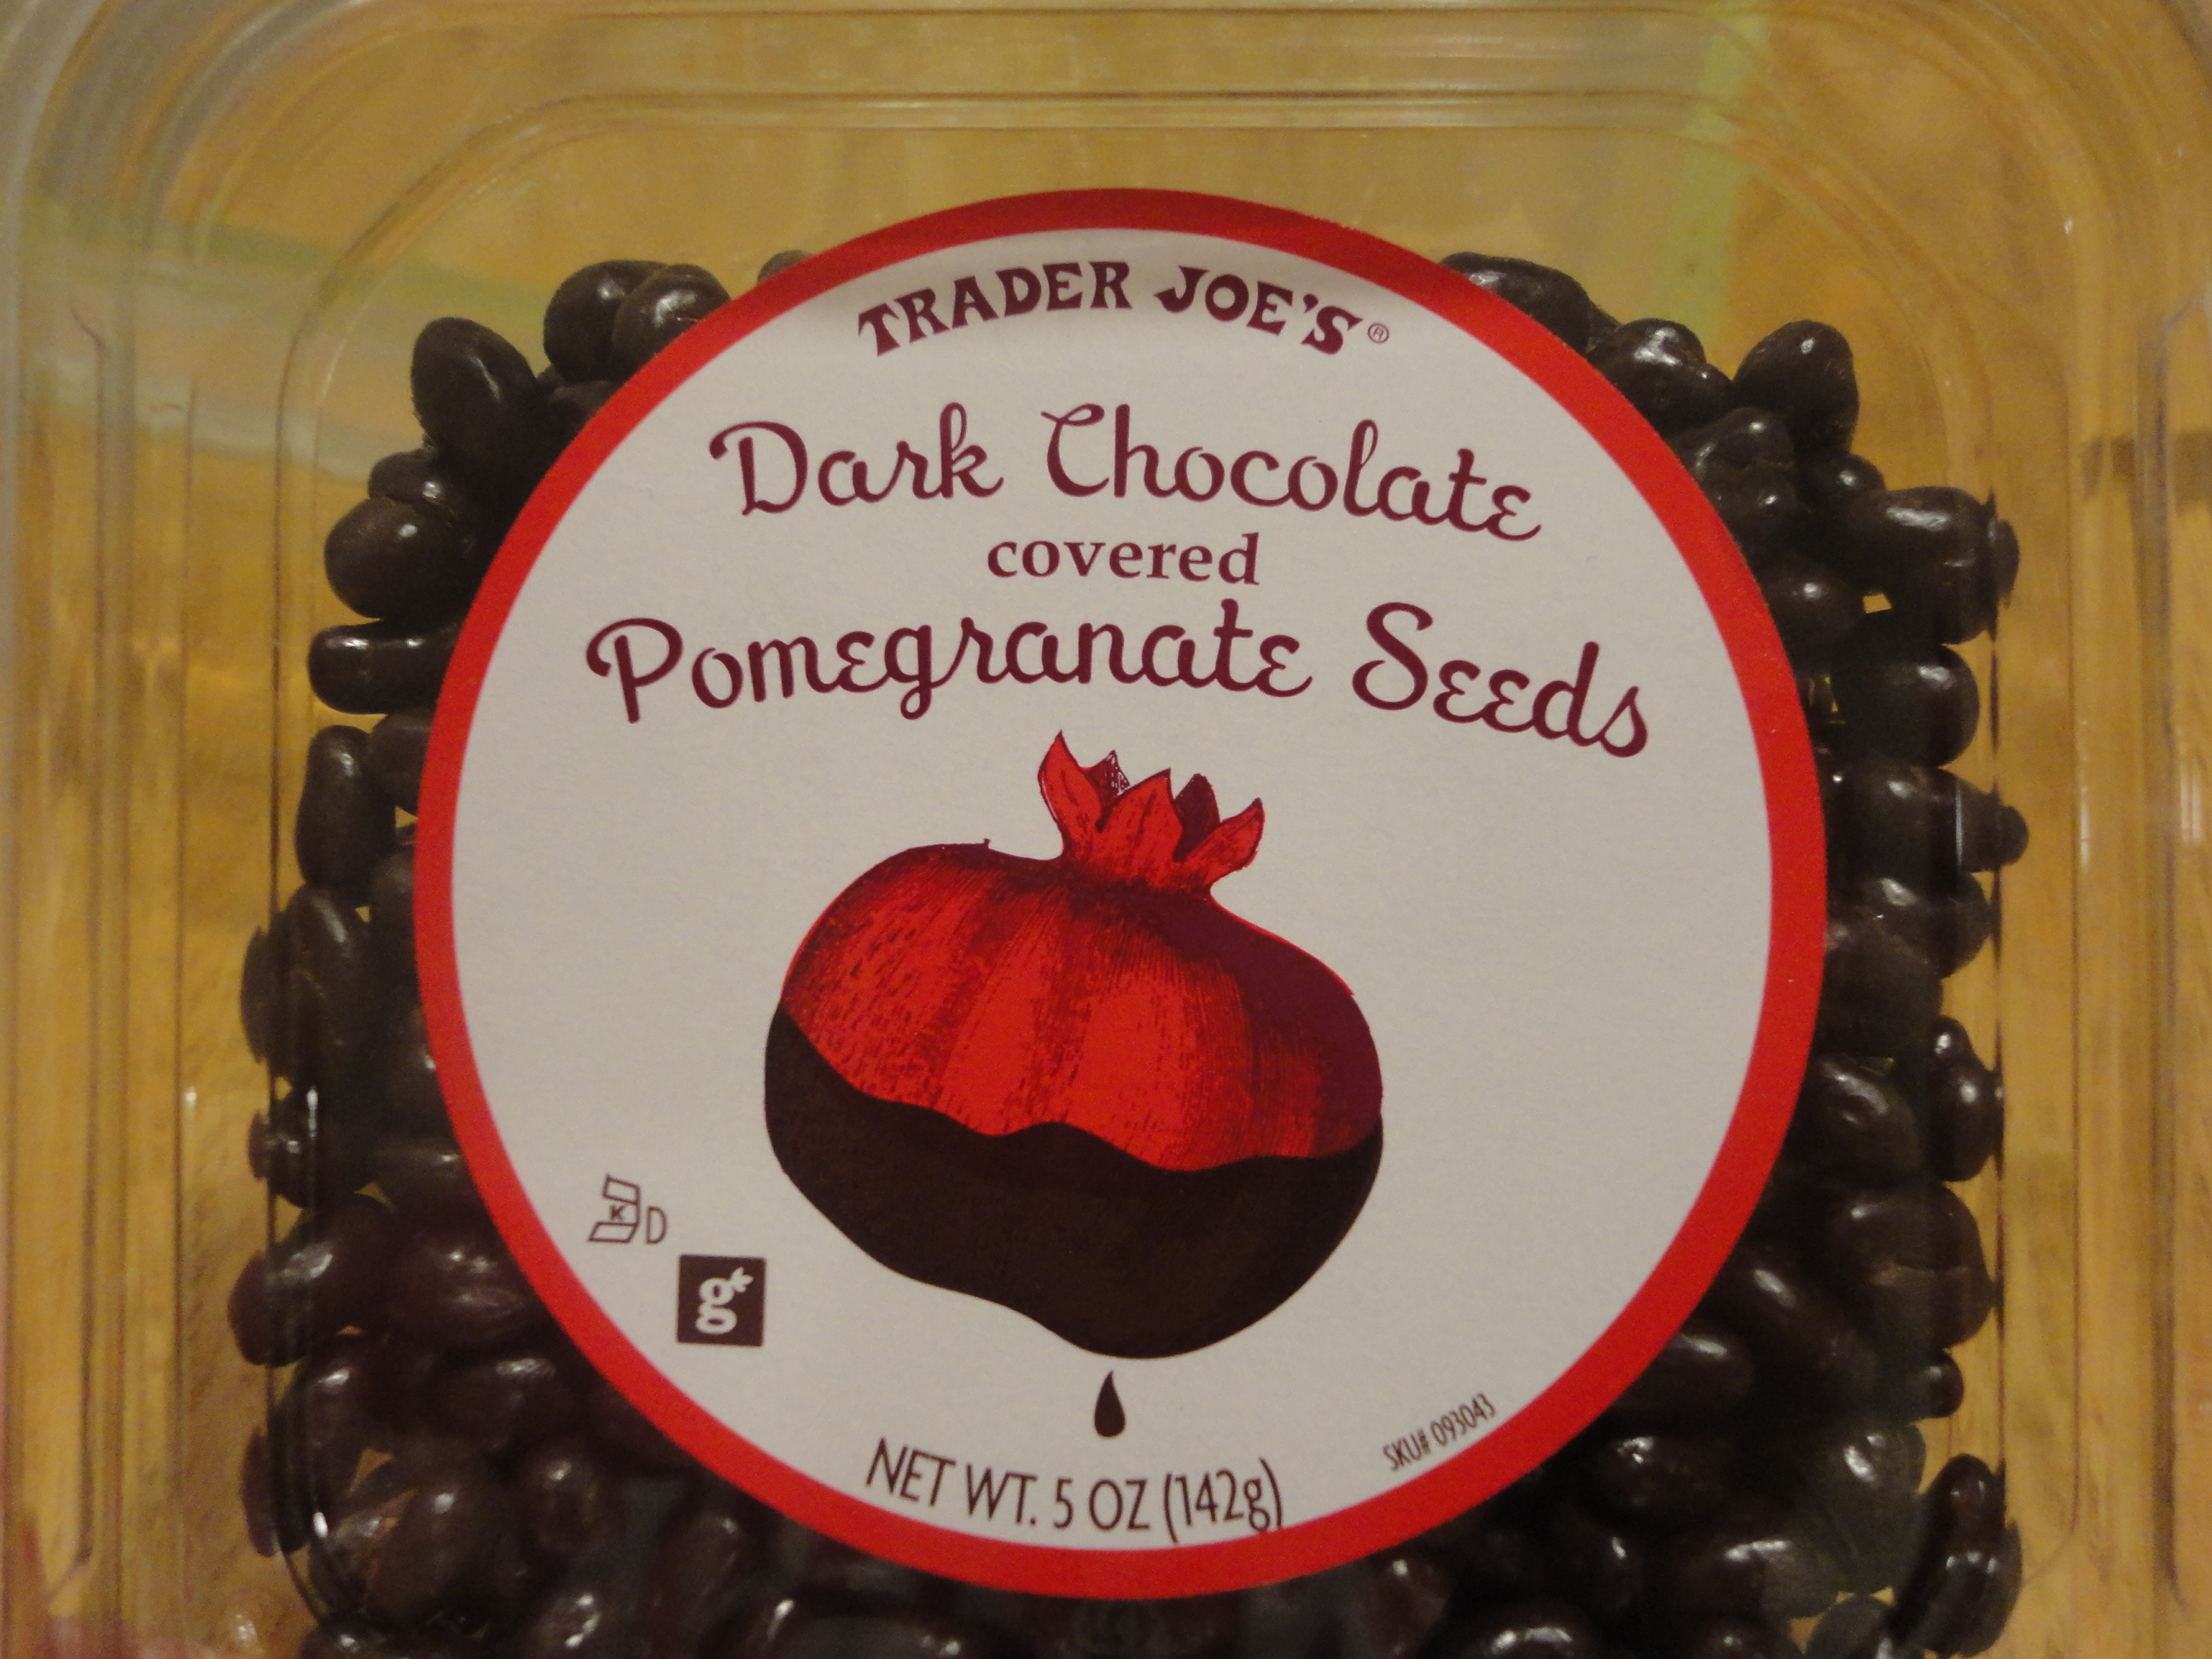 TRADER JOE'S®
Dark Chocolate
covered
Pomegranate Seeds
K D
g
NET WT. 5 OZ (142g)
SKU# 093043